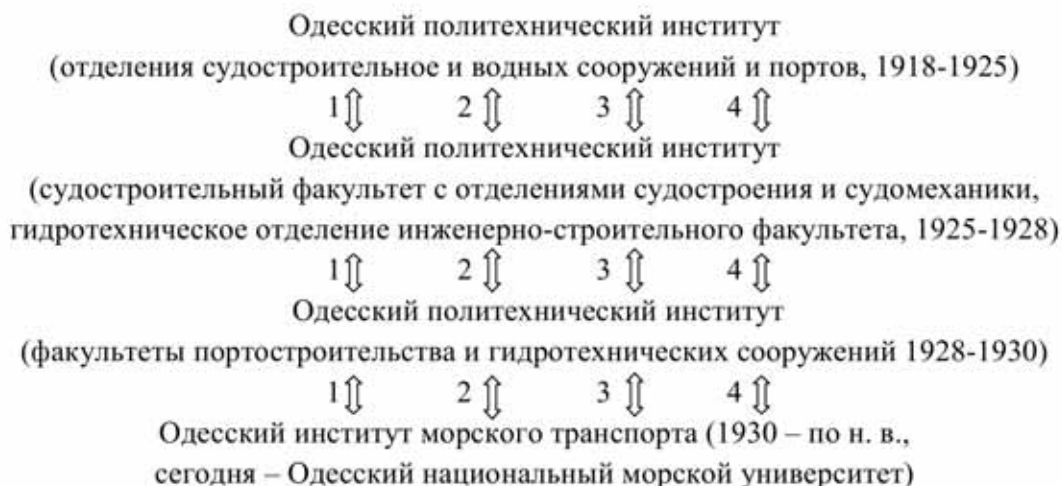 Одесский политехнический институт
(отделения судостроительное и водных сооружений и портов, 1918-1925)
1⇕ 2⇕ 3⇕ 4⇕
Одесский политехнический институт
(судостроительный факультет с отделениями судостроения и судомеханики,
гидротехническое отделение инженерно-строительного факультета, 1925-1928)
1⇕ 2⇕ 3⇕ 4⇕
Одесский политехнический институт
(факультеты портостроительства и гидротехнических сооружений 1928-1930)
1⇕ 2⇕ 3⇕ 4⇕
Одесский институт морского транспорта (1930 – по н. в.,
сегодня – Одесский национальный морской университет)